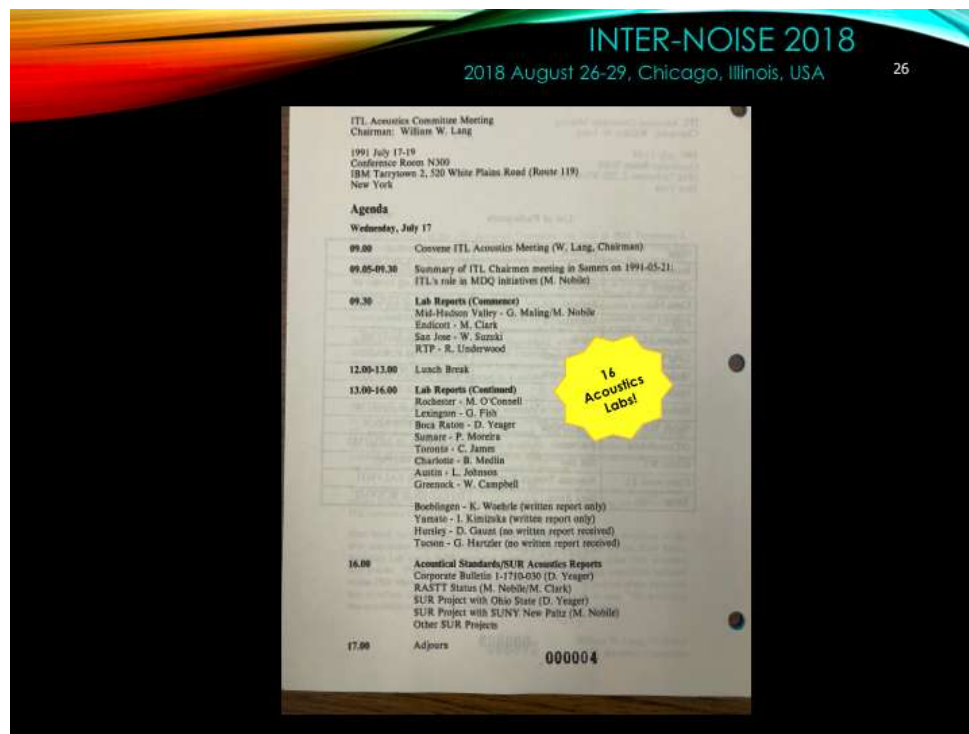 INTER-NOISE 2018
2018 August 26-29, Chicago, Illinois, USA
26
ITL Acoustics Committee Meeting
Chairman: William W. Lang
1991 July 17-19
Conference Room N300
IBM Tarrytown 2, 520 White Plains Road (Route 119)
New York
Agenda
Wednesday, July 17
09.00 Convene ITL Acoustics Meeting (W. Lang, Chairman)
09.05-09.30 Summary of ITL Chairmen meeting in Somers on 1991-05-21;
ITL's role in MDQ initiatives (M. Nobile)
09.30 Lab Reports (Commence)
Mid-Hudson Valley - G. Maling/M. Nobile
Endicott - M. Clark
San Jose - W. Suzuki
RTP - R. Underwood
12.00-13.00 Lunch Break
13.00-16.00 Lab Reports (Continued)
Rochester - M. O'Connell
Lexington - G. Fish
Boca Raton - D. Yeager
Sumare - P. Moreira
Toronto - C. James
Charlotte - B. Medlin
Austin - L. Johnson
Greenock - W. Campbell
Boeblingen - K. Woehrle (written report only)
Yamato - I. Kimizuka (written report only)
Hursley - D. Gaunt (no written report received)
Tucson - G. Hartzler (no written report received)
16.00 Acoustical Standards/SUR Acoustics Reports
Corporate Bulletin 1-1710-030 (D. Yeager)
RASTT Status (M. Nobile/M. Clark)
SUR Project with Ohio State (D. Yeager)
SUR Project with SUNY New Paltz (M. Nobile)
Other SUR Projects
17.00 Adjourn
000004
16
Acoustics
Labs!